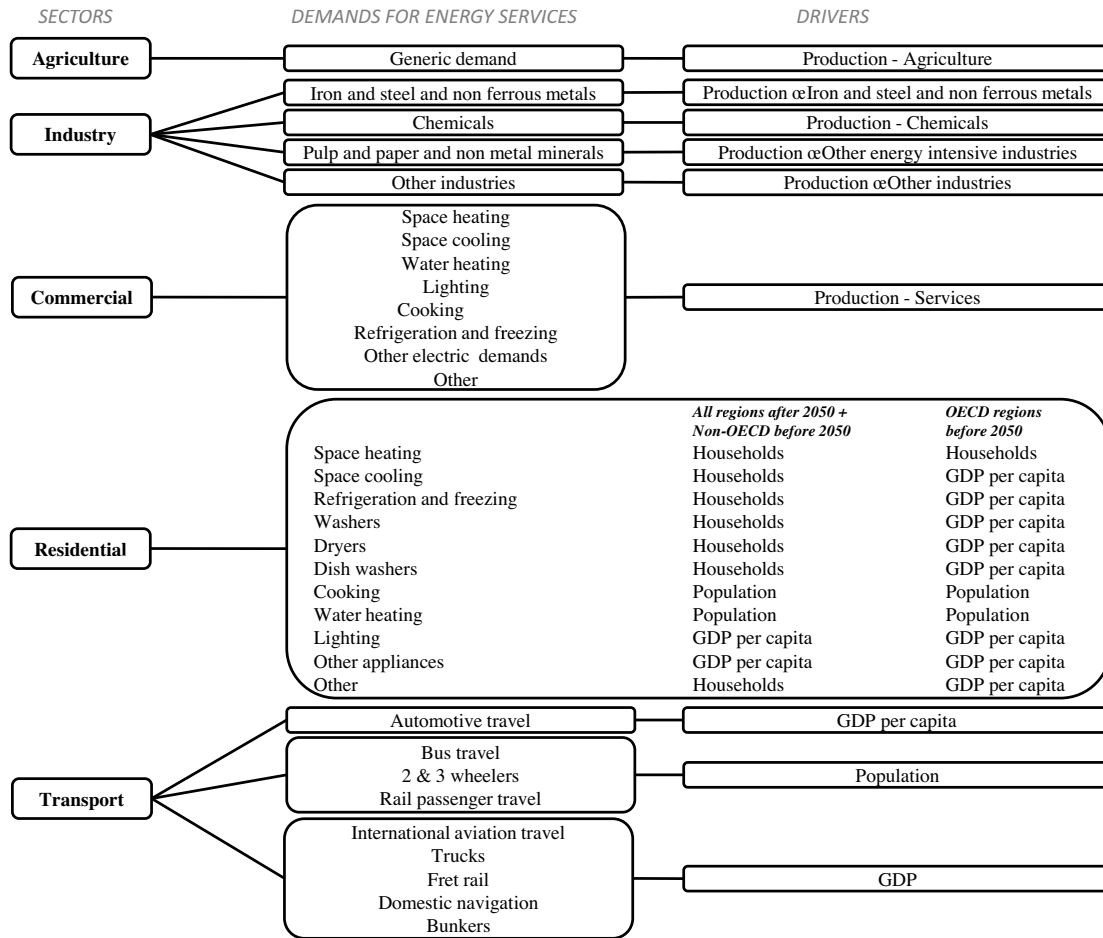 SECTORS DEMANDS FOR ENERGY SERVICES DRIVERS
Agriculture Generic demand Production - Agriculture
Industry
Iron and steel and non ferrous metals Production œIron and steel and non ferrous metals
Chemicals Production - Chemicals
Pulp and paper and non metal minerals Production œOther energy intensive industries
Other industries Production œOther industries
Commercial
Space heating
Space cooling
Water heating
Lighting
Cooking
Refrigeration and freezing
Other electric demands
Other
Production - Services
Residential
All regions after 2050 + OECD regions
Non-OECD before 2050 before 2050
Space heating Households Households
Space cooling Households GDP per capita
Refrigeration and freezing Households GDP per capita
Washers Households GDP per capita
Dryers Households GDP per capita
Dish washers Households GDP per capita
Cooking Population Population
Water heating Population Population
Lighting GDP per capita GDP per capita
Other appliances GDP per capita GDP per capita
Other Households GDP per capita
Transport
Automotive travel GDP per capita
Bus travel
2 & 3 wheelers
Rail passenger travel
Population
International aviation travel
Trucks
Fret rail
Domestic navigation
Bunkers
GDP